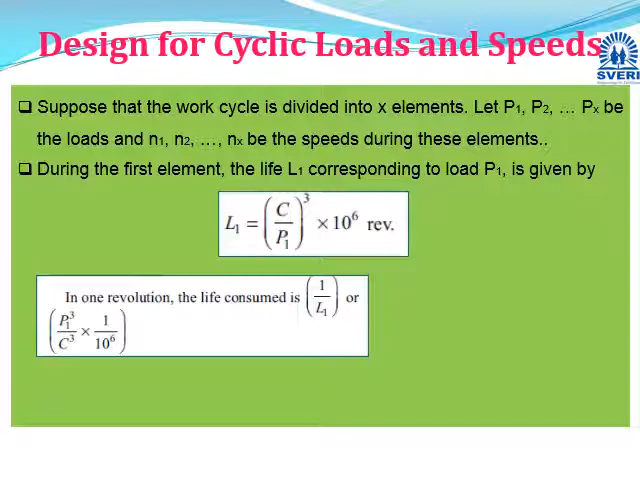 Design for Cyclic Loads and Speeds
SVERI
❑ Suppose that the work cycle is divided into x elements. Let P₁, P₂, … Pₓ be
the loads and n₁, n₂, …, nₓ be the speeds during these elements..
❑ During the first element, the life L₁ corresponding to load P₁, is given by
L₁ = (C/P₁)³ × 10⁶ rev.
In one revolution, the life consumed is (1/L₁) or
(P₁³/C³ × 1/10⁶)